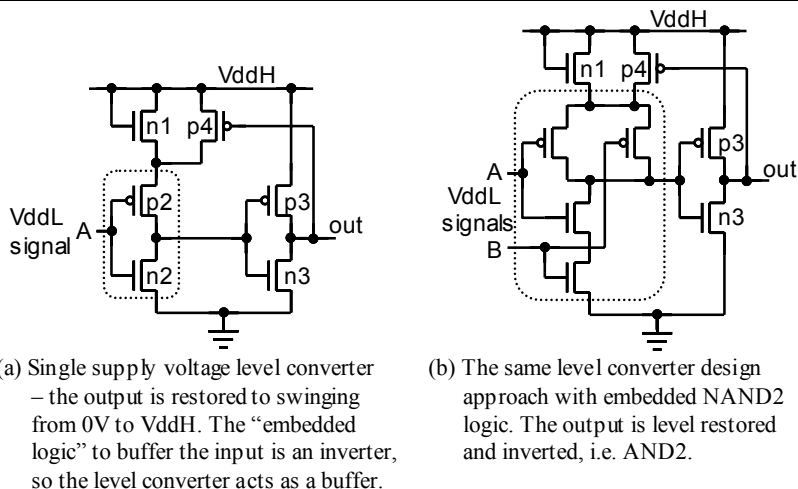 VddH
n1 p4
p2 p3
VddL
signal A
out
n2 n3
VddH
n1 p4
p3
A
out
VddL
signals
n3
B
a) Single supply voltage level converter
– the output is restored to swinging
from 0V to VddH. The “embedded
logic” to buffer the input is an inverter,
so the level converter acts as a buffer.
(b) The same level converter design
approach with embedded NAND2
logic. The output is level restored
and inverted, i.e. AND2.